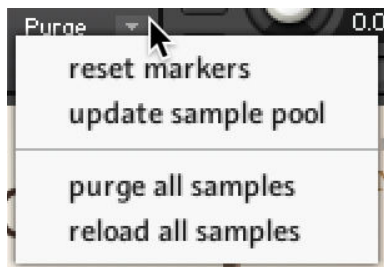 Purge
0.0
reset markers
update sample pool
purge all samples
reload all samples